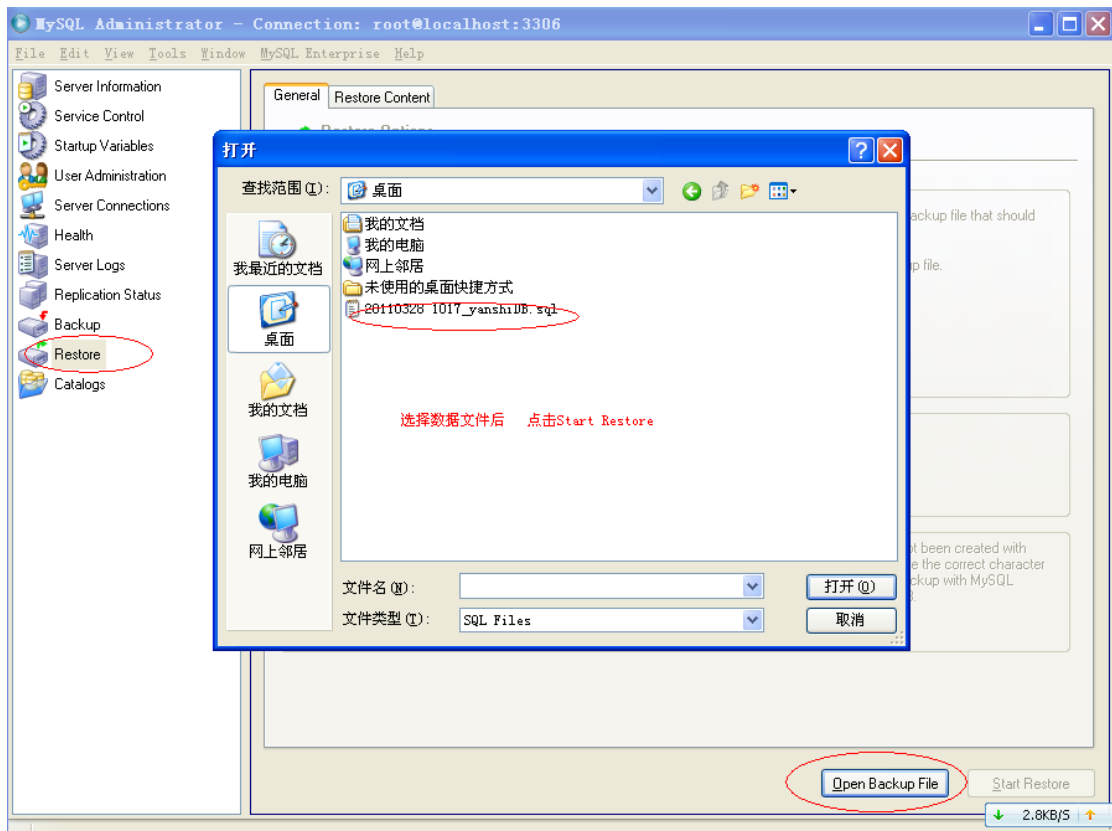 MySQL Administrator - Connection: root@localhost:3306
File Edit View Tools Window MySQL Enterprise Help
Server Information
Service Control
Startup Variables
User Administration
Server Connections
Health
Server Logs
Replication Status
Backup
Restore
Catalogs
General Restore Content
打开
查找范围(I): 桌面
我最近的文档
桌面
我的文档
我的电脑
网上邻居
我的文档
我的电脑
网上邻居
未使用的桌面快捷方式
20110328 1017_yanshiDB.sql
选择数据文件后 点击Start Restore
文件名(N): 打开(O)
文件类型(T): SQL Files 取消
ackup file that should
p file.
been created with
e the correct character
ckup with MySQL
Open Backup File Start Restore
2.8KB/S